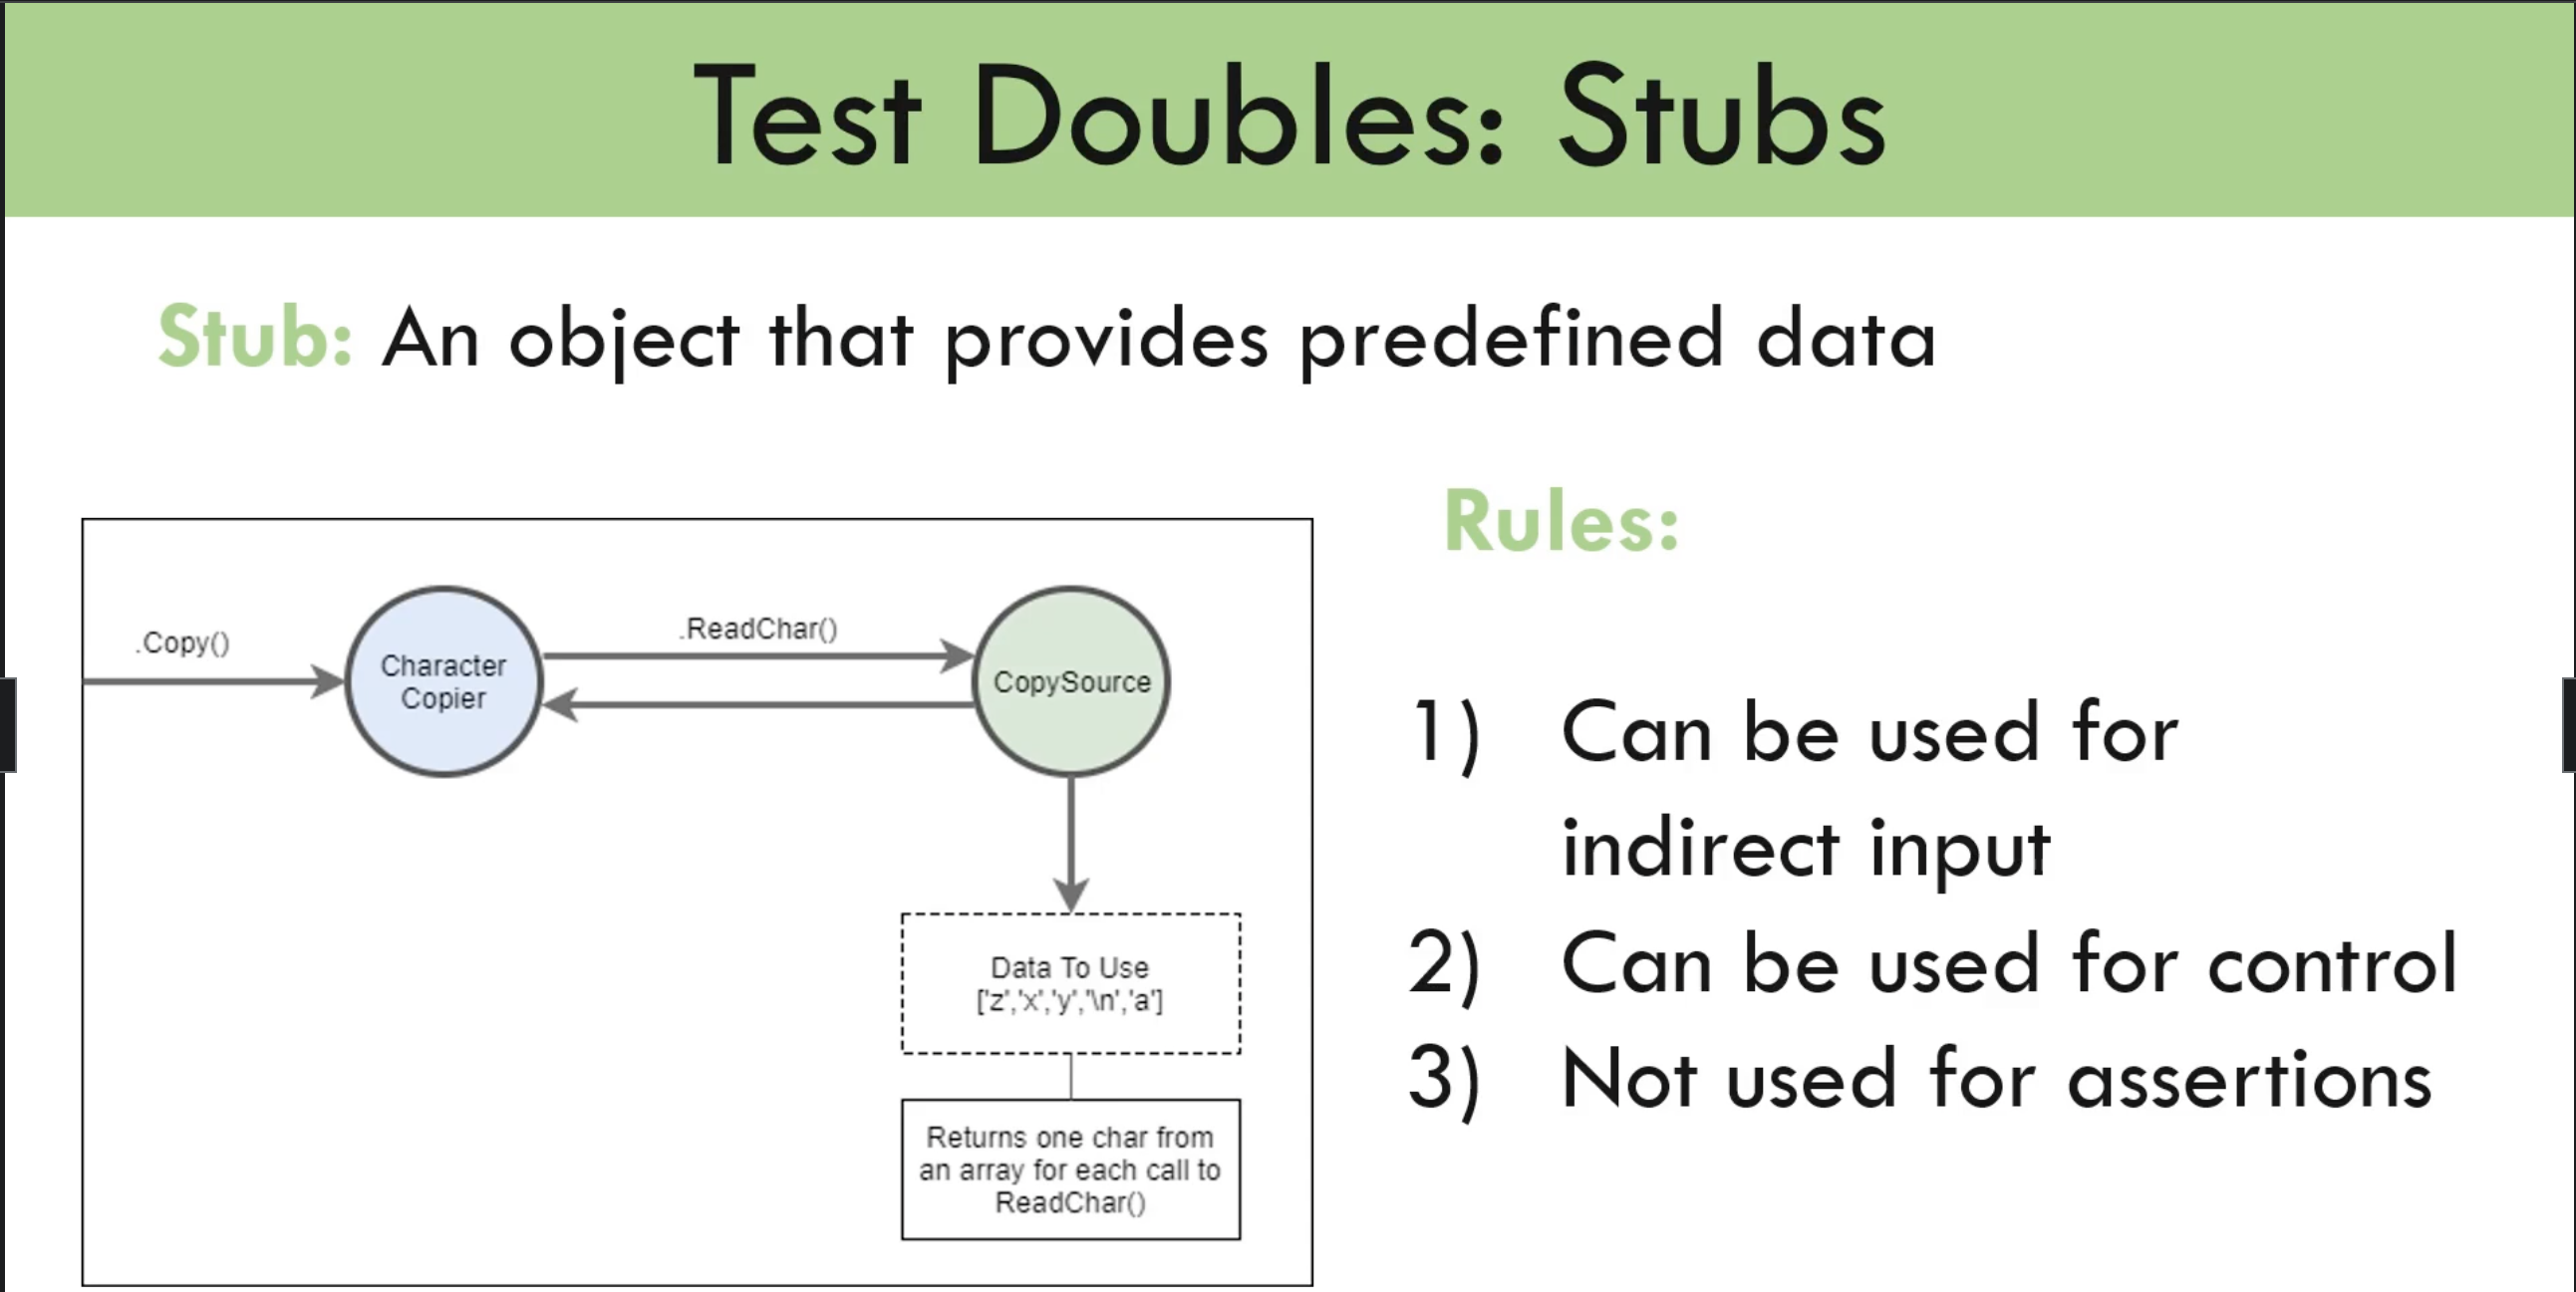 Test Doubles: Stubs
Stub: An object that provides predefined data
.Copy()
Character
Copier
.ReadChar()
CopySource
Data To Use
['z','x','y','\n','a']
Returns one char from
an array for each call to
ReadChar()
Rules:
1) Can be used for
indirect input
2) Can be used for control
3) Not used for assertions